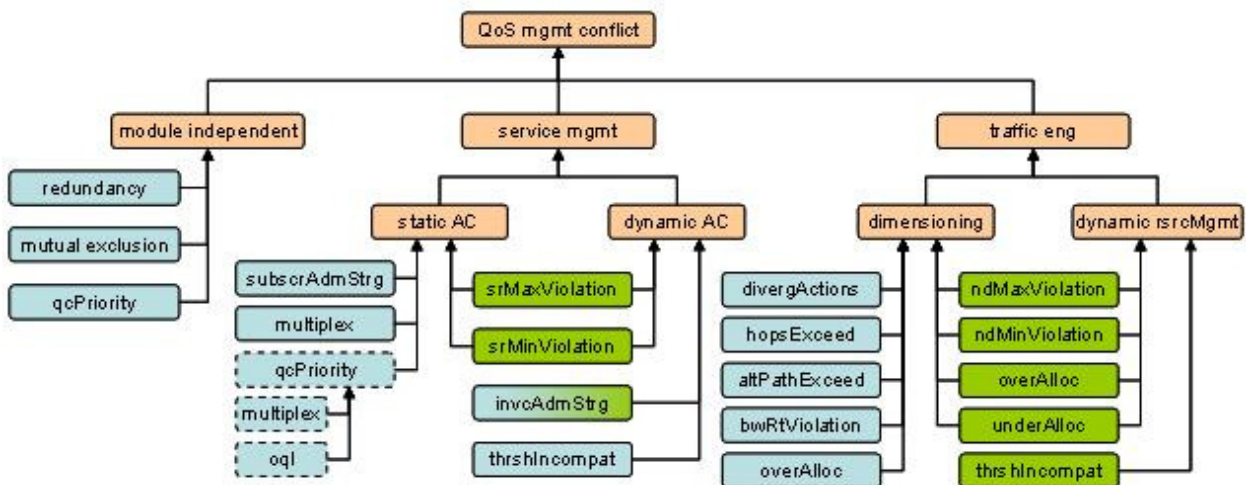 QoS mgmt conflict
module independent
service mgmt
traffic eng
redundancy
mutual exclusion
qcPriority
static AC
dynamic AC
dimensioning
dynamic rsrcMgmt
subscrAdmStrg
multiplex
qcPriority
multiplex
oql
srMaxViolation
srMinViolation
invcAdmStrg
thrshIncompat
divergActions
hopsExceed
altPathExceed
bwRtViolation
overAlloc
ndMaxViolation
ndMinViolation
overAlloc
underAlloc
thrshIncompat